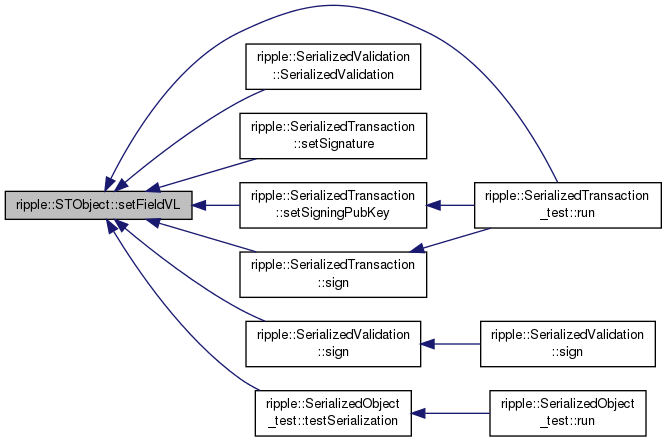 ripple::STObject::setFieldVL
ripple::SerializedValidation
::SerializedValidation
ripple::SerializedTransaction
::setSignature
ripple::SerializedTransaction
::setSigningPubKey
ripple::SerializedTransaction
_test::run
ripple::SerializedTransaction
::sign
ripple::SerializedValidation
::sign
ripple::SerializedValidation
::sign
ripple::SerializedObject
_test::testSerialization
ripple::SerializedObject
_test::run